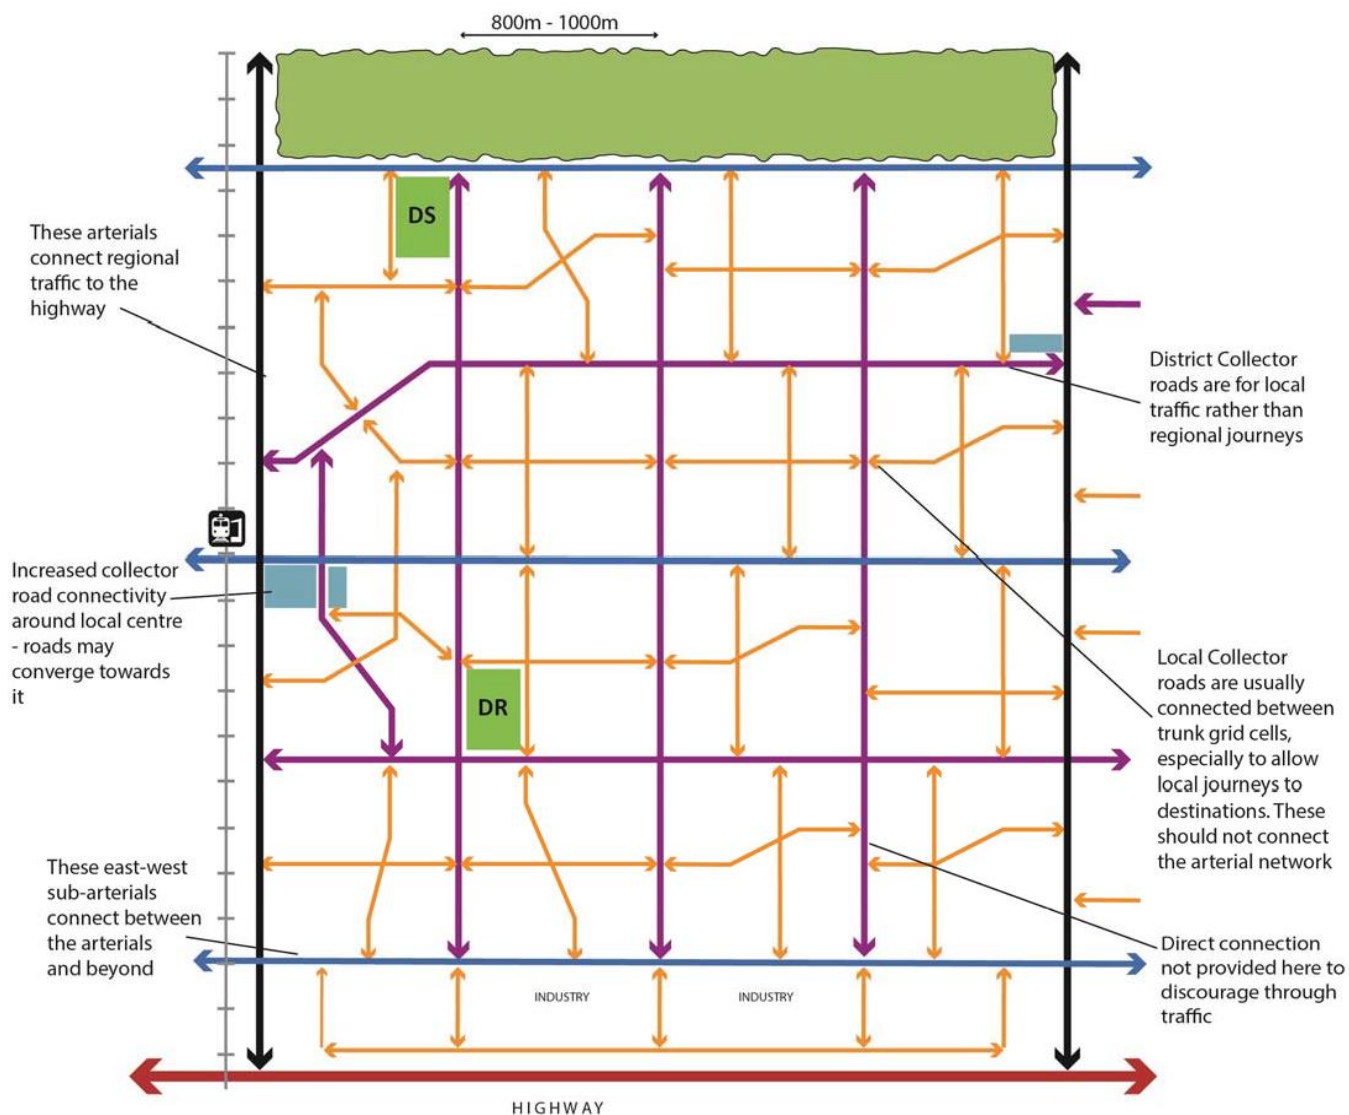 800m - 1000m
DS
These arterials
connect regional
traffic to the
highway
District Collector
roads are for local
traffic rather than
regional journeys
Increased collector
road connectivity
around local centre
- roads may
converge towards
it
DR
Local Collector
roads are usually
connected between
trunk grid cells,
especially to allow
local journeys to
destinations. These
should not connect
the arterial network
These east-west
sub-arterials
connect between
the arterials
and beyond
Direct connection
not provided here to
discourage through
traffic
INDUSTRY
INDUSTRY
HIGHWAY